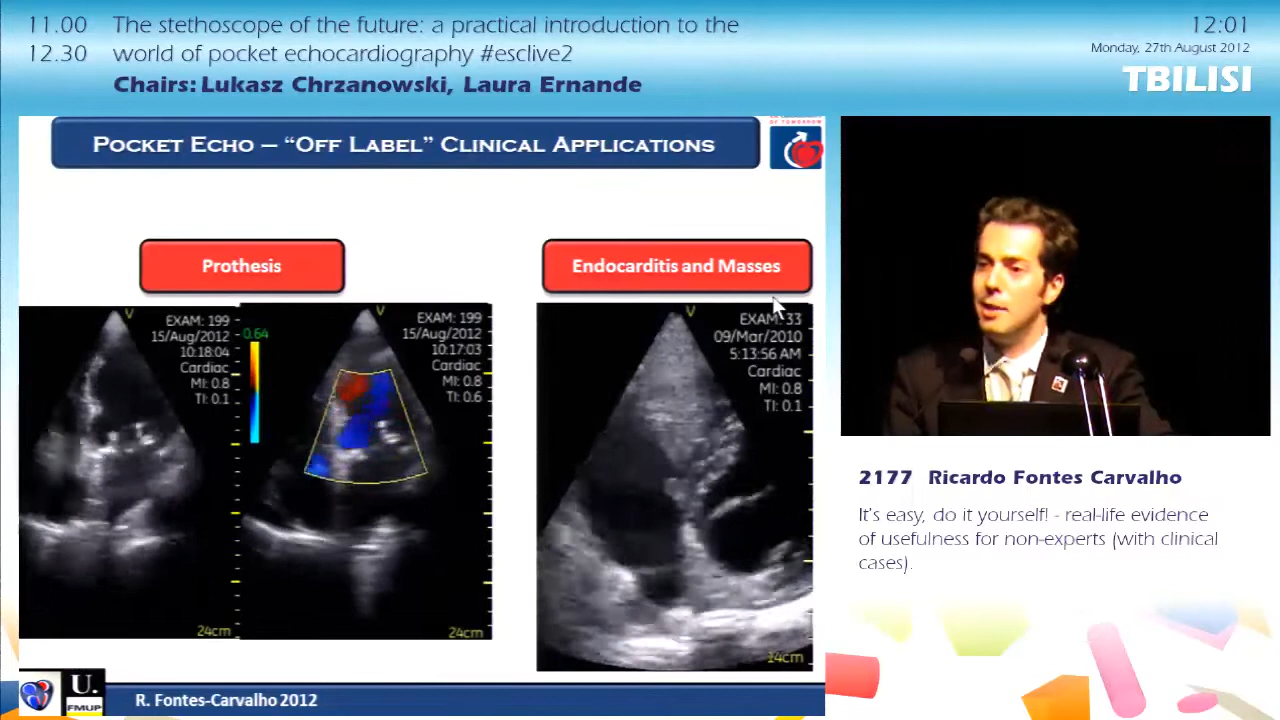 11.00 The stethoscope of the future: a practical introduction to the
12.30 world of pocket echocardiography #esclive2
Chairs: Lukasz Chrzanowski, Laura Ernande
12:01
Monday, 27th August 2012
TBILISI
POCKET ECHO – “OFF LABEL” CLINICAL APPLICATIONS
OF TOMORROW
Prothesis
Endocarditis and Masses
V
EXAM: 199
15/Aug/2012
10:18:04
Cardiac
MI: 0.8
TI: 0.1
24cm
0.64
V
EXAM: 199
15/Aug/2012
10:17:03
Cardiac
MI: 0.8
TI: 0.6
24cm
V
EXAM: 33
09/Mar/2010
5:13:56 AM
Cardiac
MI: 0.8
TI: 0.1
14cm
2177 Ricardo Fontes Carvalho
It's easy, do it yourself! - real-life evidence
of usefulness for non-experts (with clinical
cases).
U.
FMUP
R. Fontes-Carvalho 2012